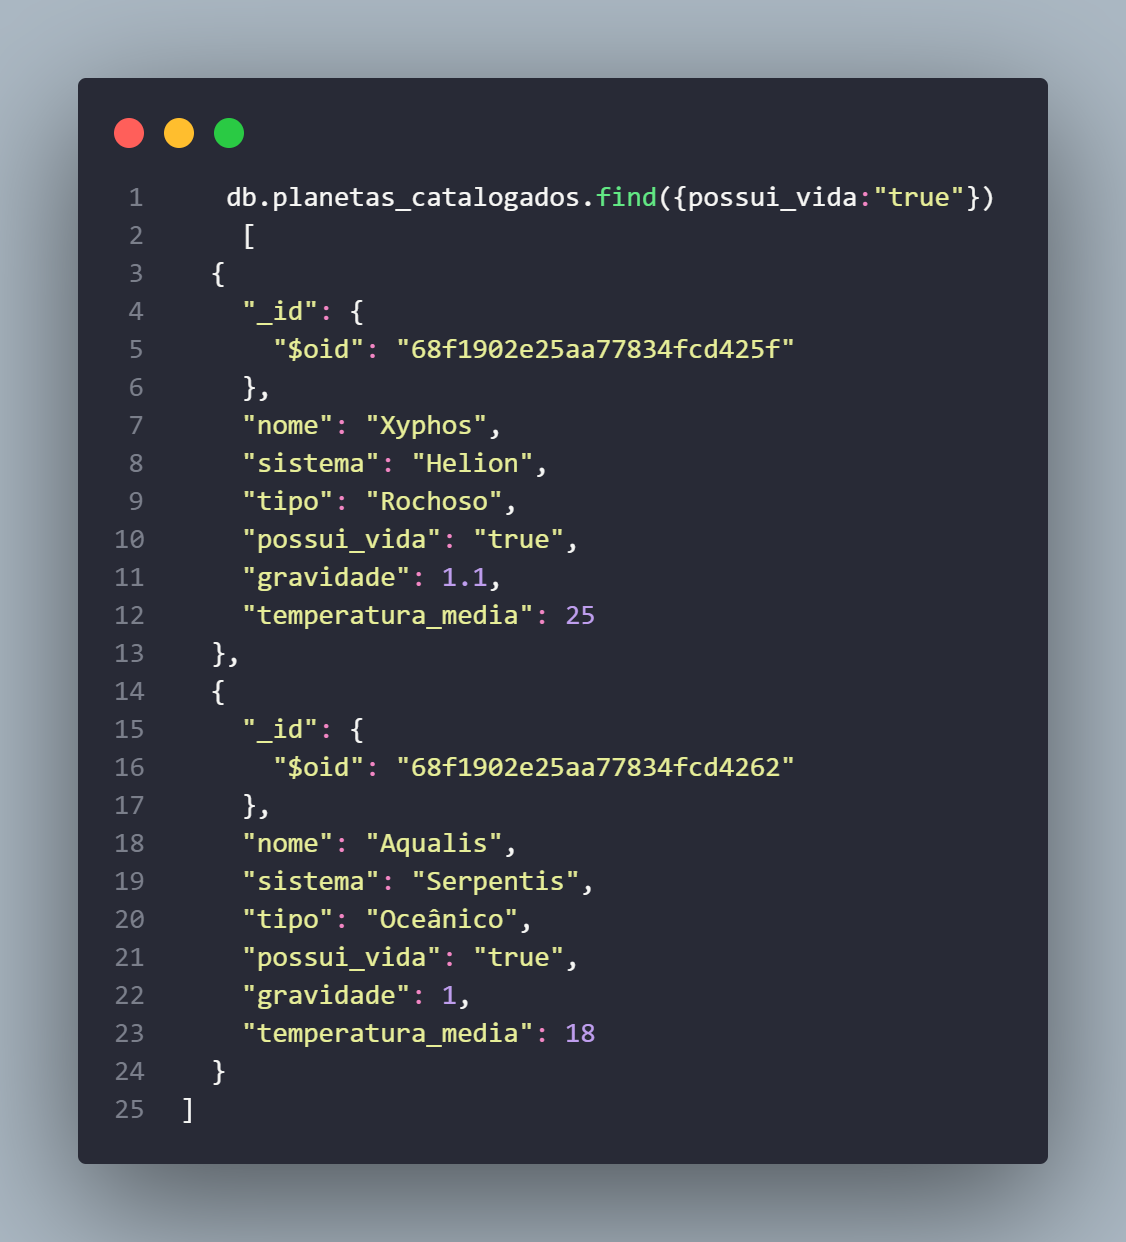 1 db.planetas_catalogados.find({possui_vida:"true"})
2 [
3 {
4 "_id": {
5 "$oid": "68f1902e25aa77834fcd425f"
6 },
7 "nome": "Xyphos",
8 "sistema": "Helion",
9 "tipo": "Rochoso",
10 "possui_vida": "true",
11 "gravidade": 1.1,
12 "temperatura_media": 25
13 },
14 {
15 "_id": {
16 "$oid": "68f1902e25aa77834fcd4262"
17 },
18 "nome": "Aqualis",
19 "sistema": "Serpentis",
20 "tipo": "Oceânico",
21 "possui_vida": "true",
22 "gravidade": 1,
23 "temperatura_media": 18
24 }
25 ]